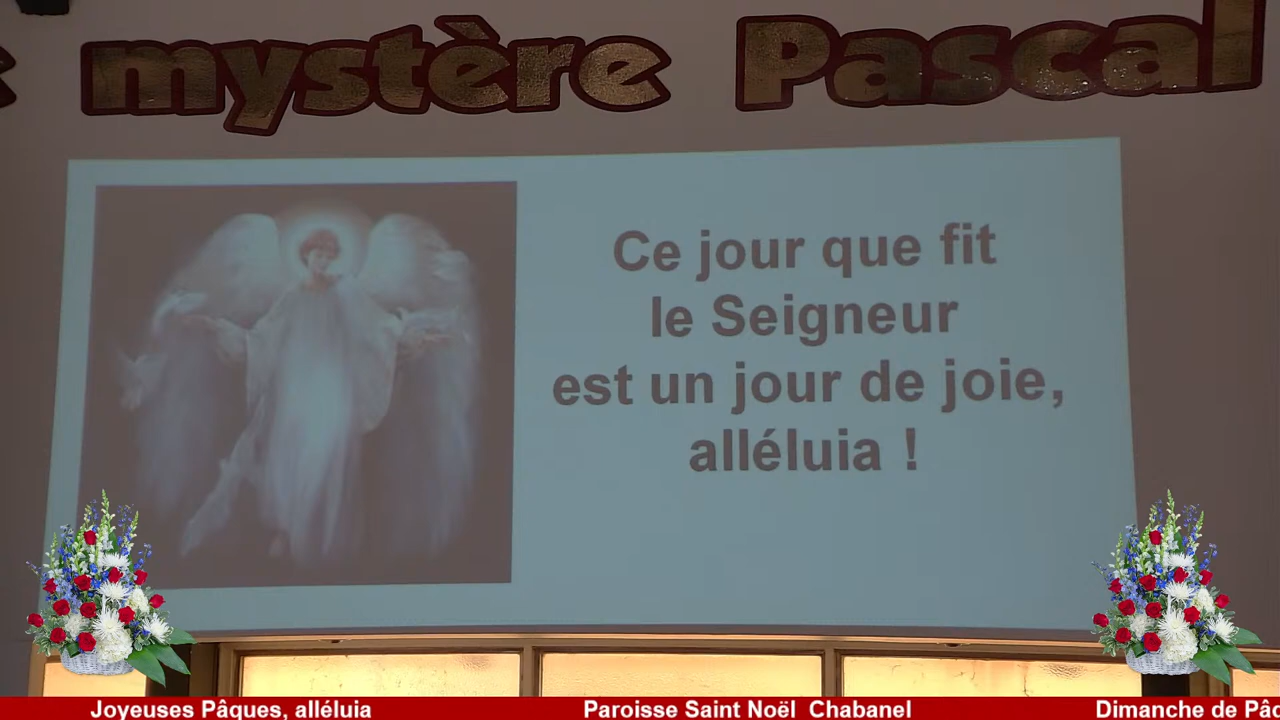 mystère Pascal
Ce jour que fit
le Seigneur
est un jour de joie,
alléluia !
Joyeuses Pâques, alléluia Paroisse Saint Noël Chabanel Dimanche de